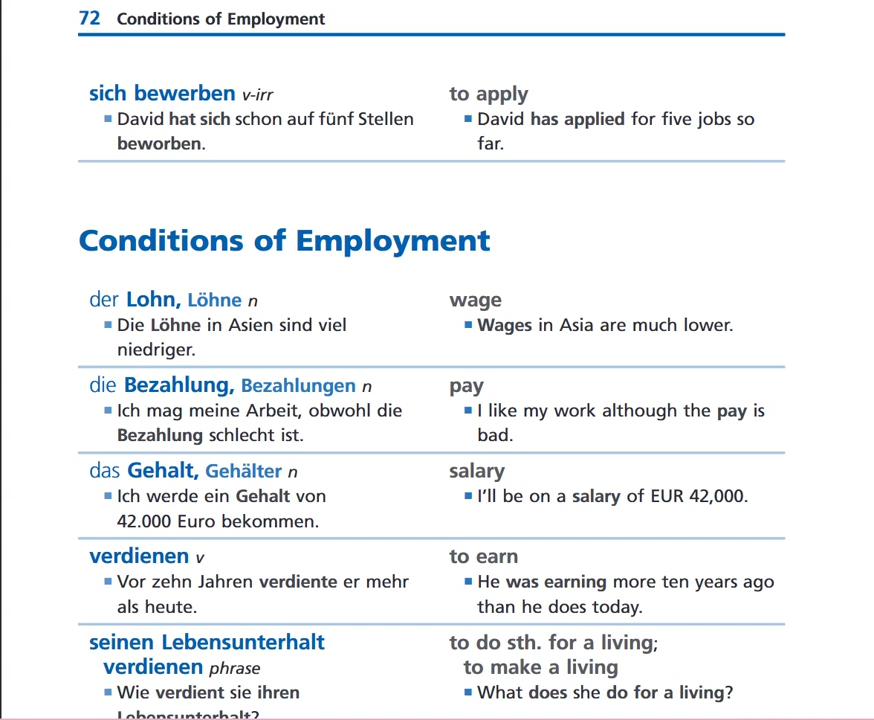 72 Conditions of Employment
sich bewerben v-irr
to apply
▪ David hat sich schon auf fünf Stellen
beworben.
▪ David has applied for five jobs so
far.
Conditions of Employment
der Lohn, Löhne n
wage
▪ Die Löhne in Asien sind viel
niedriger.
▪ Wages in Asia are much lower.
die Bezahlung, Bezahlungen n
pay
▪ Ich mag meine Arbeit, obwohl die
Bezahlung schlecht ist.
▪ I like my work although the pay is
bad.
das Gehalt, Gehälter n
salary
▪ Ich werde ein Gehalt von
42.000 Euro bekommen.
▪ I'll be on a salary of EUR 42,000.
verdienen v
to earn
▪ Vor zehn Jahren verdiente er mehr
als heute.
▪ He was earning more ten years ago
than he does today.
seinen Lebensunterhalt
verdienen phrase
to do sth. for a living;
to make a living
▪ Wie verdient sie ihren
Lebensunterhalt?
▪ What does she do for a living?